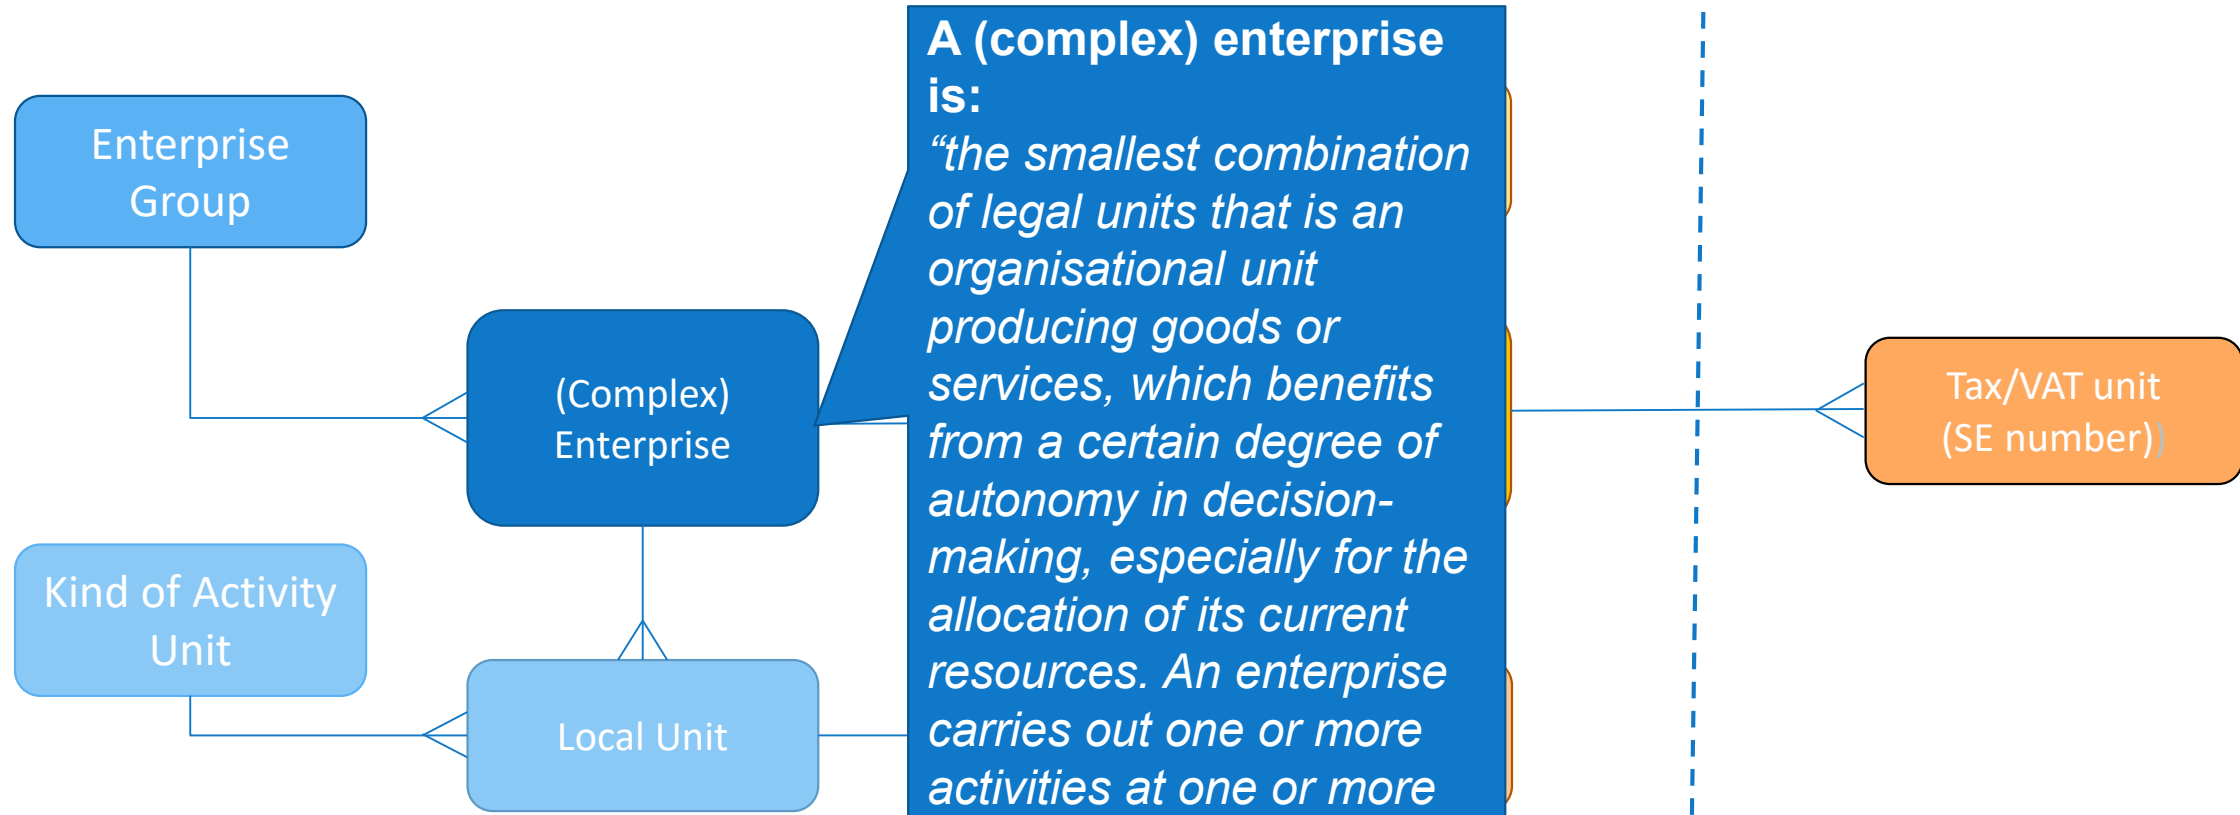 Enterprise
Group
(Complex)
Enterprise
Kind of Activity
Unit
Local Unit
A (complex) enterprise
is:
“the smallest combination
of legal units that is an
organisational unit
producing goods or
services, which benefits
from a certain degree of
autonomy in decision-
making, especially for the
allocation of its current
resources. An enterprise
carries out one or more
activities at one or more
Tax/VAT unit
(SE number))